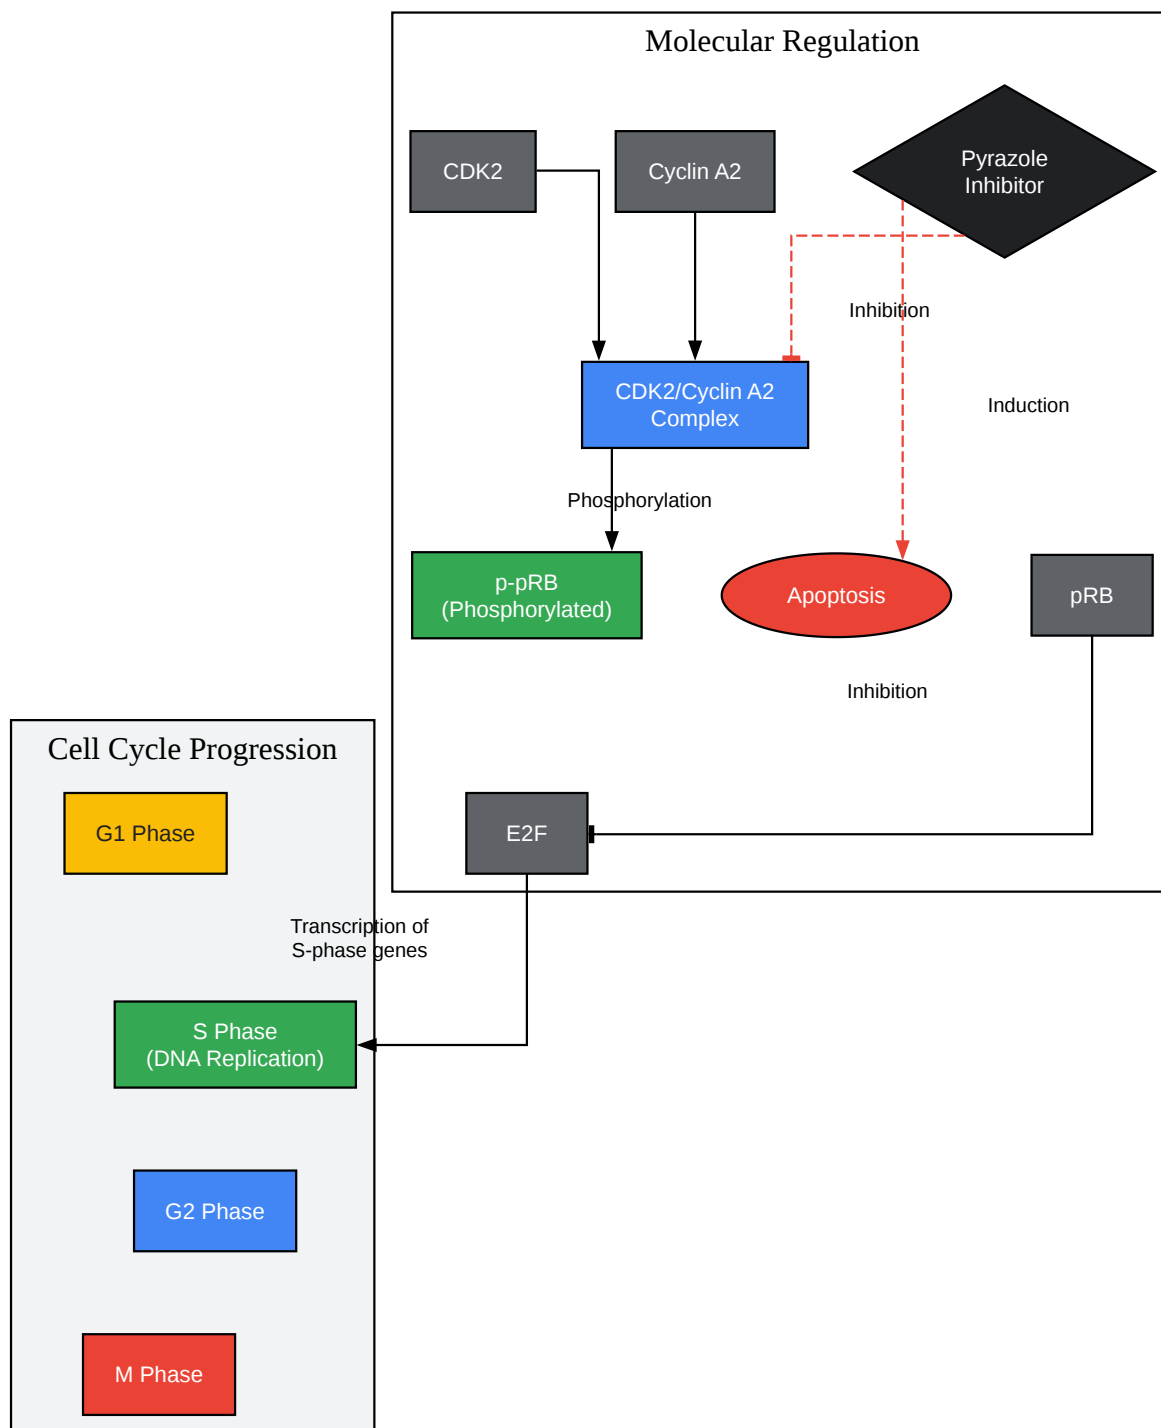 Molecular Regulation
CDK2
Cyclin A2
Pyrazole
Inhibitor
Inhibition
CDK2/Cyclin A2
Complex
Induction
Phosphorylation
p-pRB
(Phosphorylated)
Apoptosis
pRB
Inhibition
Cell Cycle Progression
G1 Phase
E2F
Transcription of
S-phase genes
S Phase
(DNA Replication)
G2 Phase
M Phase